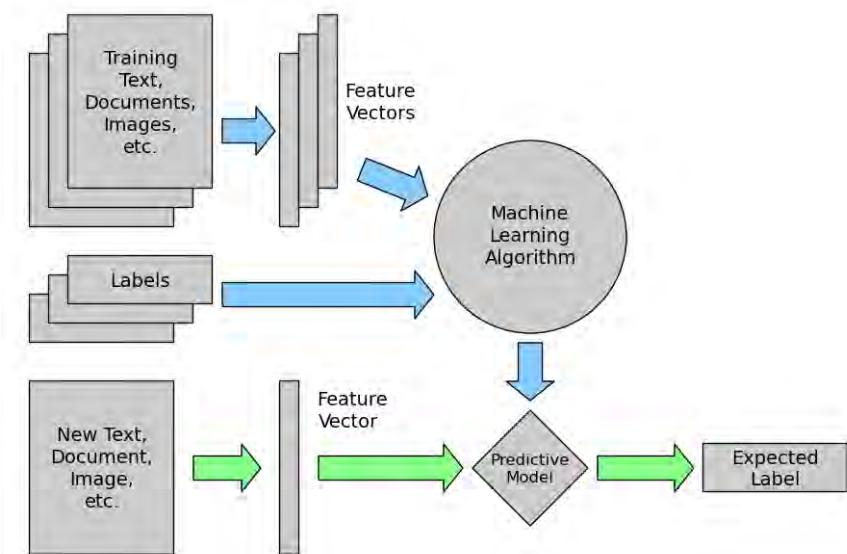 Training
Text,
Documents,
Images,
etc.
Feature
Vectors
Machine
Learning
Algorithm
Labels
New Text,
Document,
Image,
etc.
Feature
Vector
Predictive
Model
Expected
Label